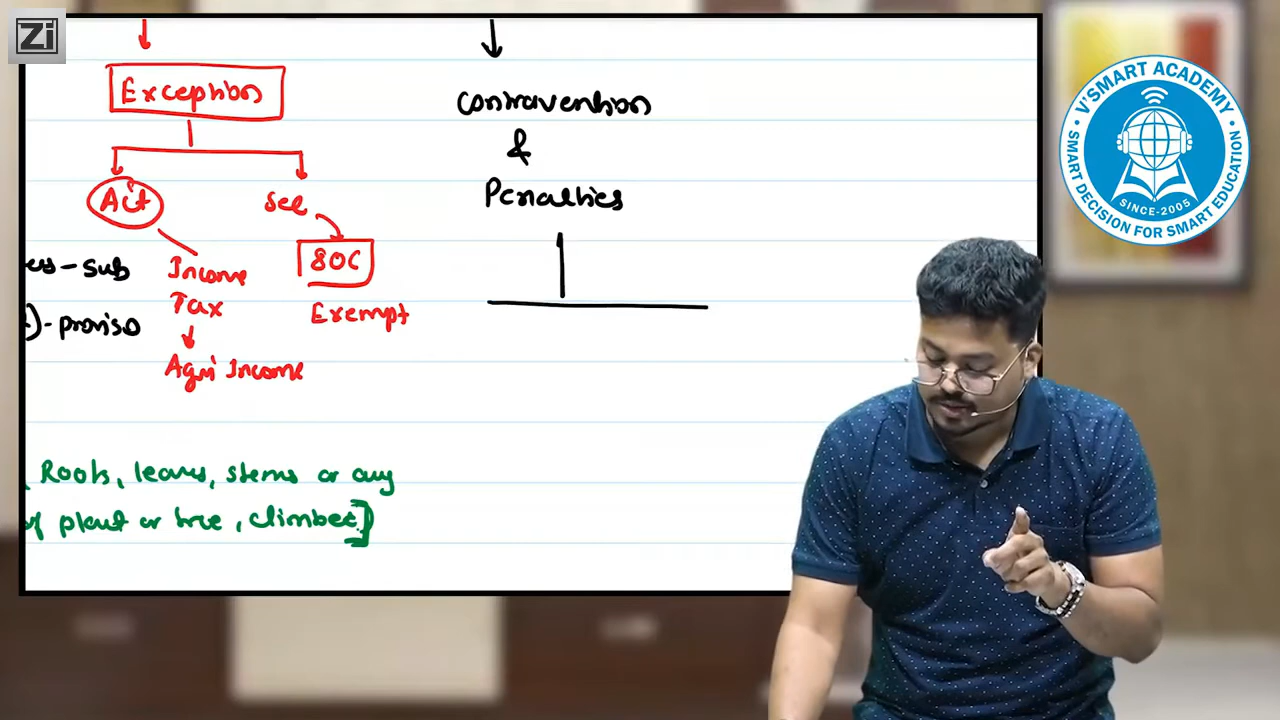 Zi
Exception
Act
Sec
80C
Exempt
Income
Tax
Agri Income
- sub
- proviso
Contravention
&
Penalties
Roots, leaves, stems or any
of plant or tree, climber]
V'SMART ACADEMY
SINCE-2005
SMART DECISION FOR SMART EDUCATION